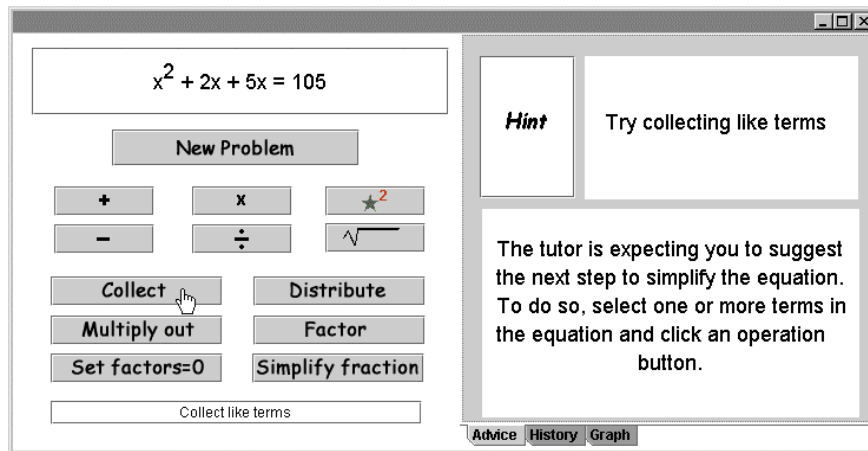 x² + 2x + 5x = 105
New Problem
+ x ★²
− ÷ √
Collect Distribute
Multiply out Factor
Set factors=0 Simplify fraction
Collect like terms
Hint
Try collecting like terms
The tutor is expecting you to suggest
the next step to simplify the equation.
To do so, select one or more terms in
the equation and click an operation
button.
Advice History Graph